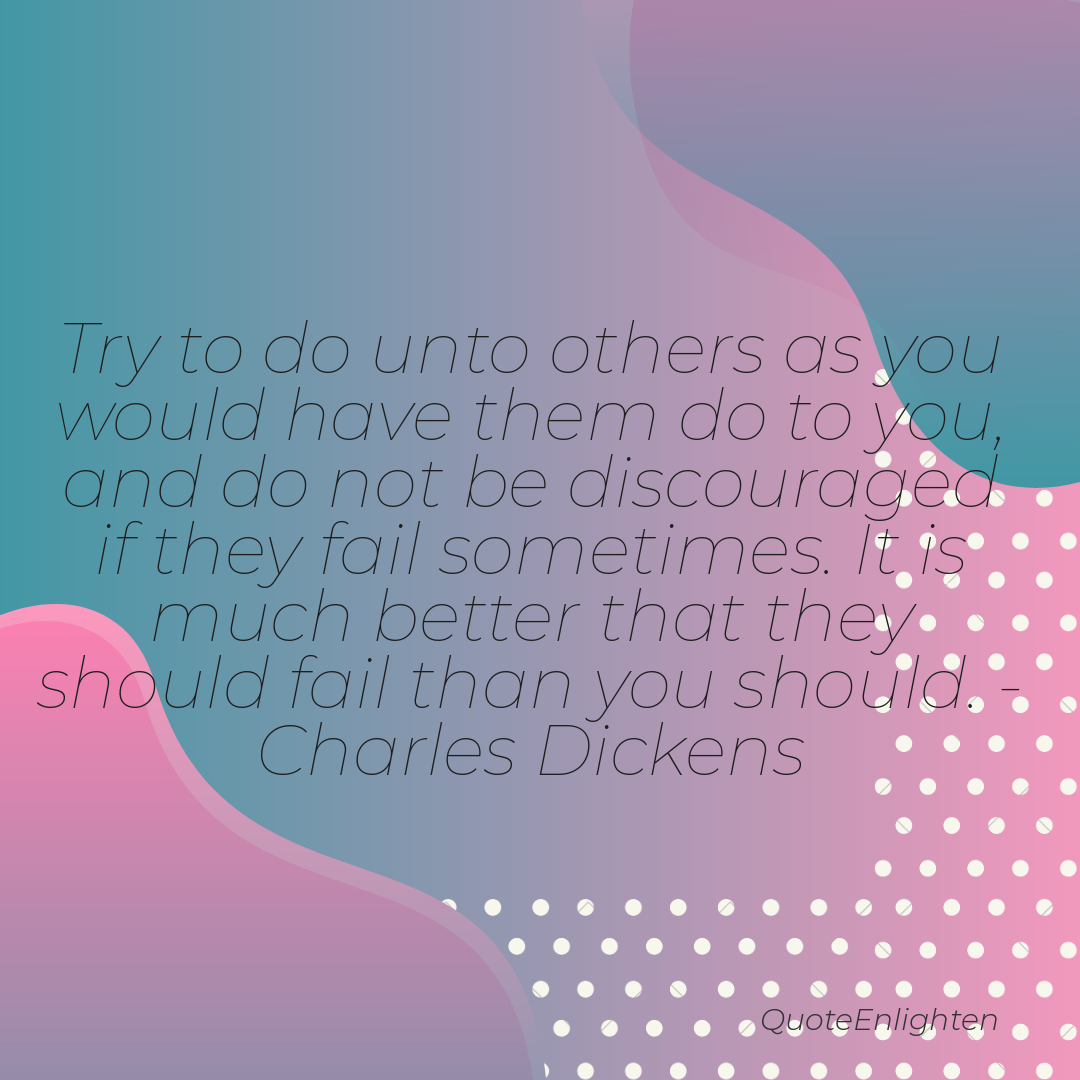 Try to do unto others as you
would have them do to you,
and do not be discouraged
if they fail sometimes. It is
much better that they
should fail than you should. -
Charles Dickens
QuoteEnlighten